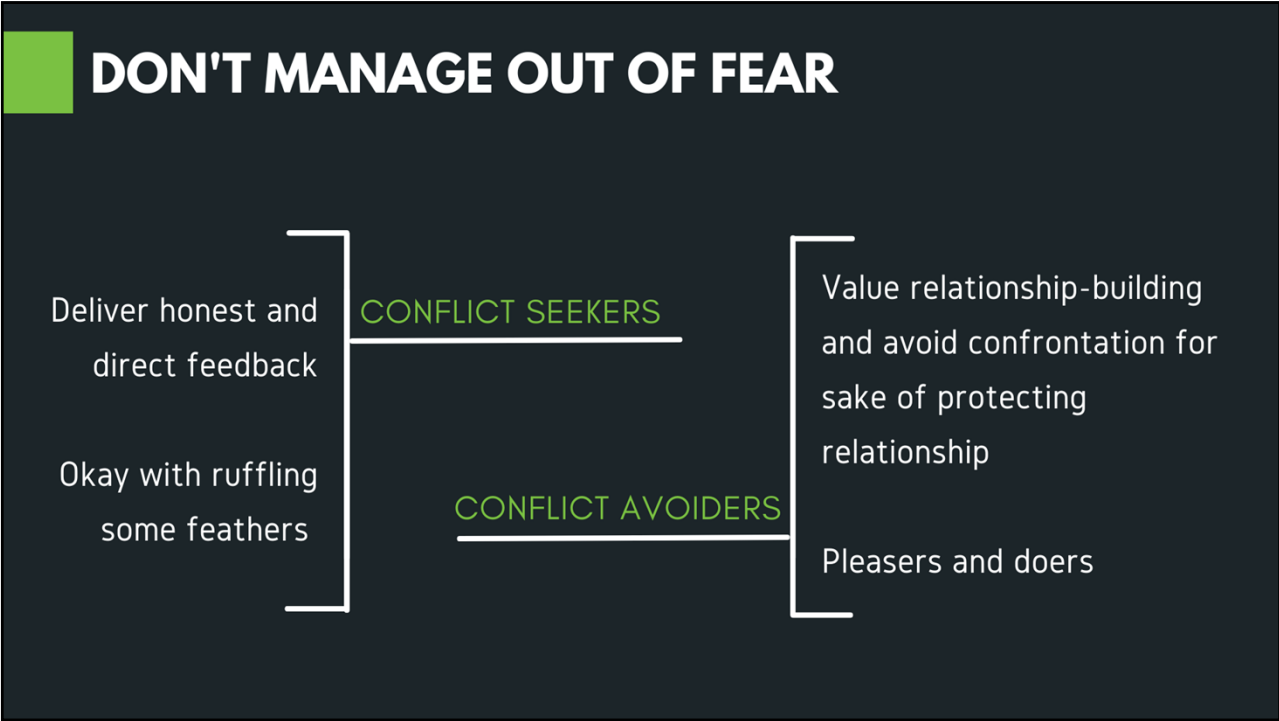 DON'T MANAGE OUT OF FEAR
Deliver honest and
direct feedback
Okay with ruffling
some feathers
CONFLICT SEEKERS
CONFLICT AVOIDERS
Value relationship-building
and avoid confrontation for
sake of protecting
relationship
Pleasers and doers